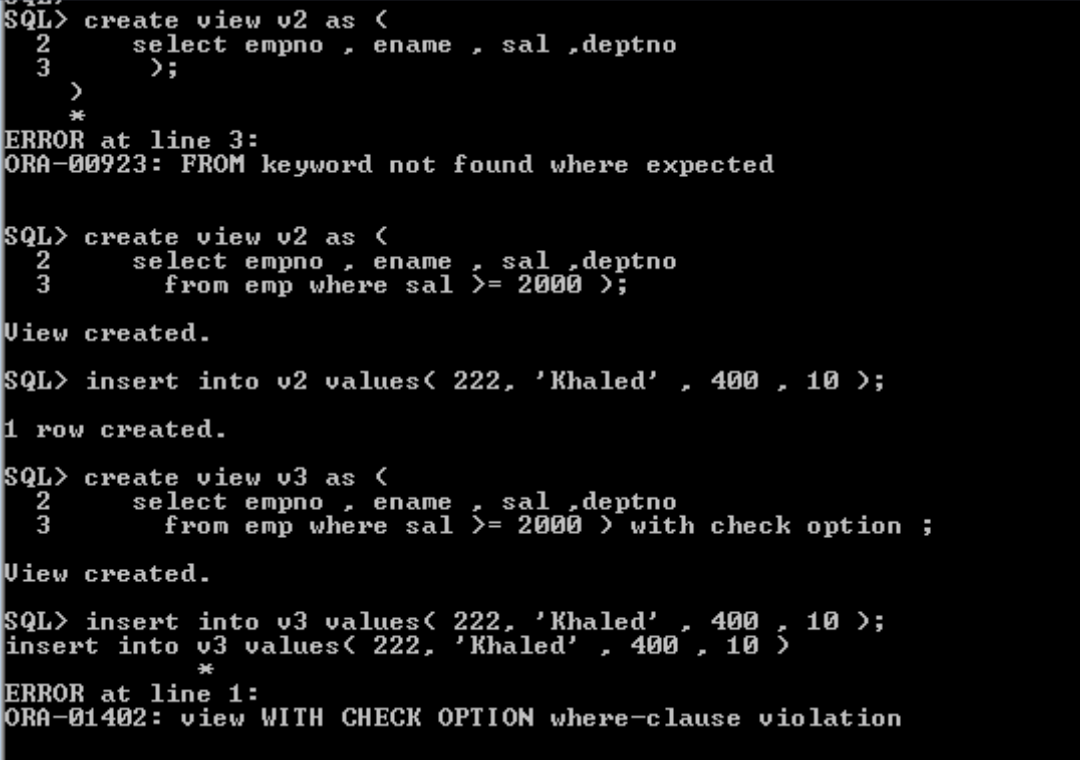 SQL> create view v2 as (
2 select empno , ename , sal ,deptno
3 );
)
*
ERROR at line 3:
ORA-00923: FROM keyword not found where expected
SQL> create view v2 as (
2 select empno , ename , sal ,deptno
3 from emp where sal >= 2000 );
View created.
SQL> insert into v2 values( 222, 'Khaled' , 400 , 10 );
1 row created.
SQL> create view v3 as (
2 select empno , ename , sal ,deptno
3 from emp where sal >= 2000 ) with check option ;
View created.
SQL> insert into v3 values( 222, 'Khaled' , 400 , 10 );
insert into v3 values( 222, 'Khaled' , 400 , 10 )
*
ERROR at line 1:
ORA-01402: view WITH CHECK OPTION where-clause violation